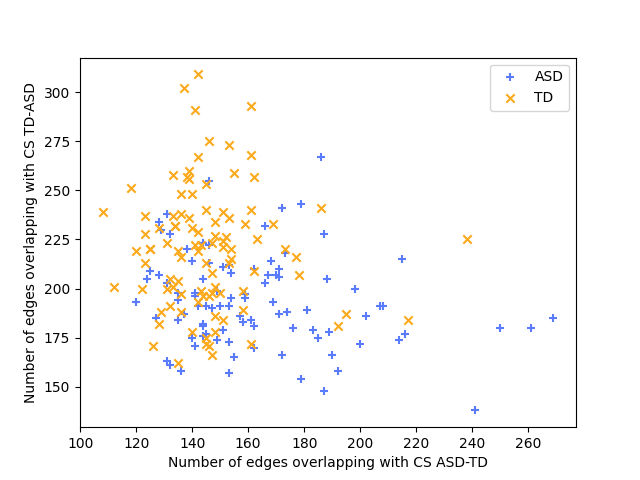 ASD
TD
Number of edges overlapping with CS TD-ASD
300
275
250
225
200
175
150
100 120 140 160 180 200 220 240 260
Number of edges overlapping with CS ASD-TD